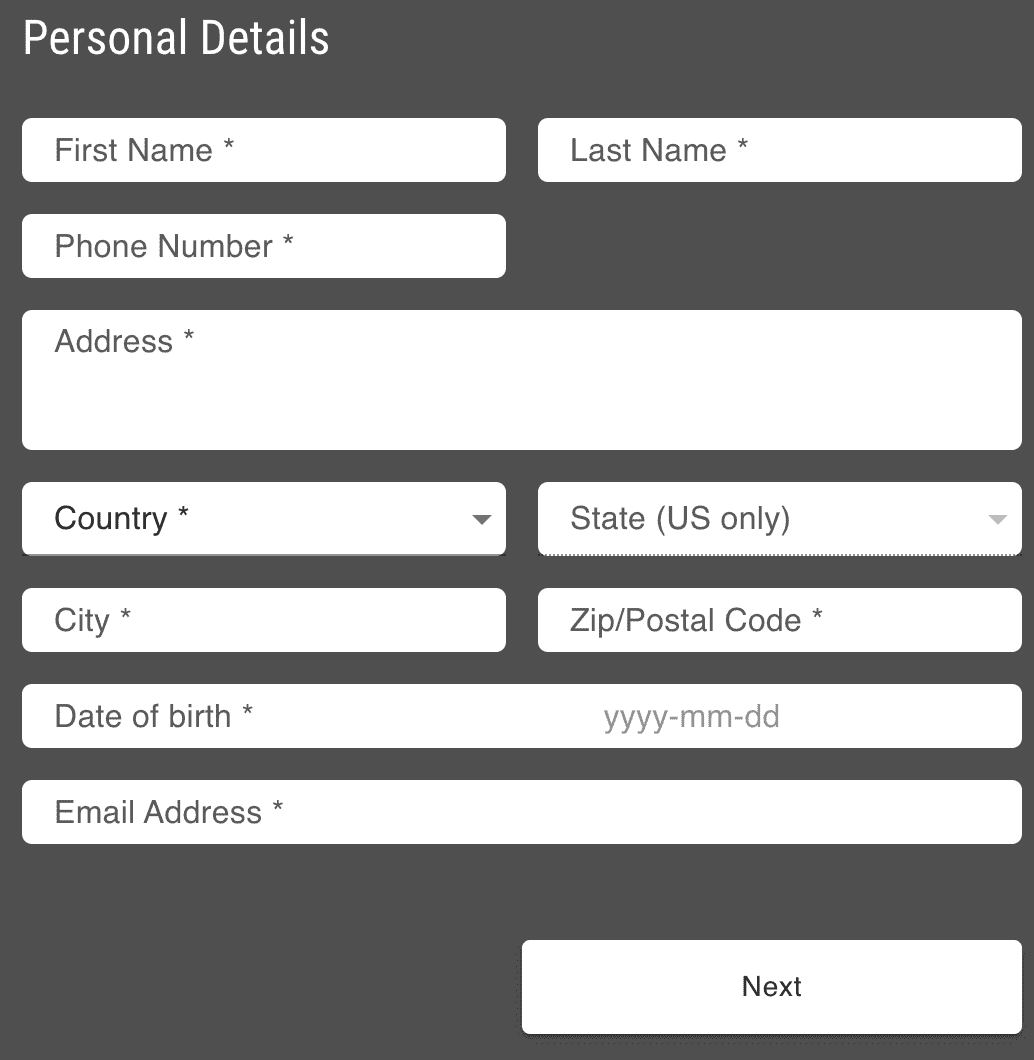 Personal Details
First Name *
Last Name *
Phone Number *
Address *
Country *
State (US only)
City *
Zip/Postal Code *
Date of birth *
yyyy-mm-dd
Email Address *
Next